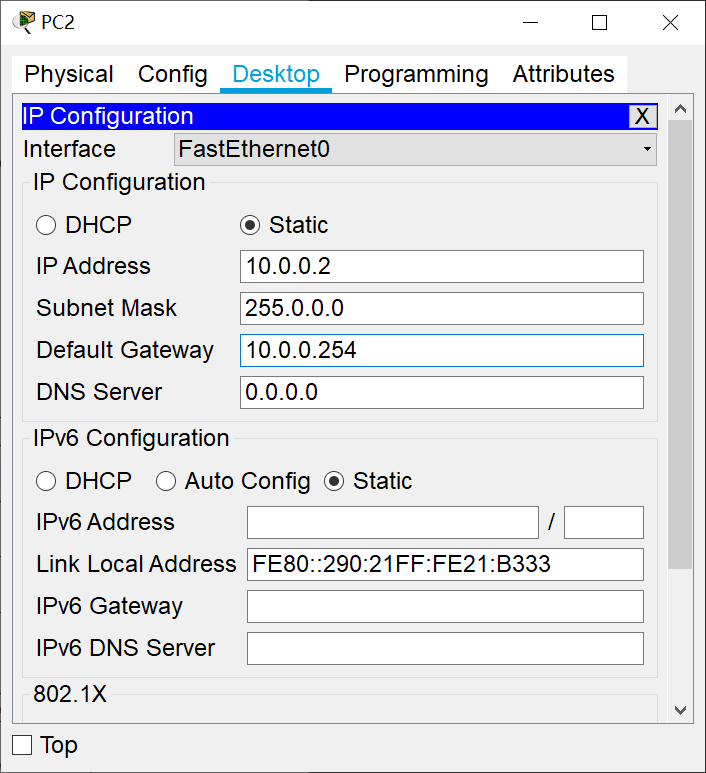 PC2
Physical Config Desktop Programming Attributes
IP Configuration X
Interface FastEthernet0
IP Configuration
DHCP Static
IP Address 10.0.0.2
Subnet Mask 255.0.0.0
Default Gateway 10.0.0.254
DNS Server 0.0.0.0
IPv6 Configuration
DHCP Auto Config Static
IPv6 Address /
Link Local Address FE80::290:21FF:FE21:B333
IPv6 Gateway
IPv6 DNS Server
802.1X
Top